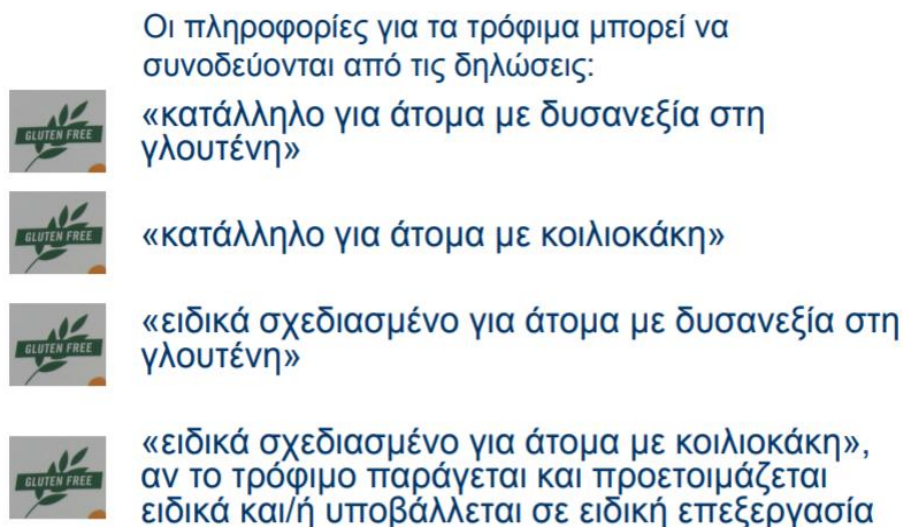 Οι πληροφορίες για τα τρόφιμα μπορεί να
συνοδεύονται από τις δηλώσεις:
GLUTEN FREE
«κατάλληλο για άτομα με δυσανεξία στη
γλουτένη»
GLUTEN FREE
«κατάλληλο για άτομα με κοιλιοκάκη»
GLUTEN FREE
«ειδικά σχεδιασμένο για άτομα με δυσανεξία στη
γλουτένη»
GLUTEN FREE
«ειδικά σχεδιασμένο για άτομα με κοιλιοκάκη»,
αν το τρόφιμο παράγεται και προετοιμάζεται
ειδικά και/ή υποβάλλεται σε ειδική επεξεργασία